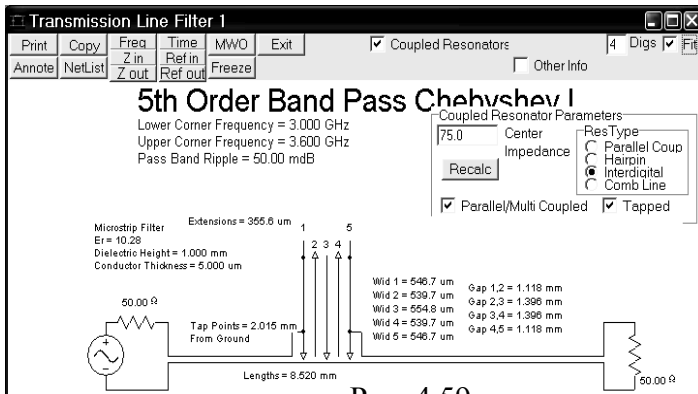 Transmission Line Filter 1
Print Copy Freq Time MWO Exit Coupled Resonators 4 Digs Fit
Z in Ref in
Annote NetList Z out Ref out Freeze Other Info
5th Order Band Pass Chebyshev I
Lower Corner Frequency = 3.000 GHz
Upper Corner Frequency = 3.600 GHz
Pass Band Ripple = 50.00 mdB
Coupled Resonator Parameters
75.0 Center Impedance
Recalc
ResType
Parallel Coup
Hairpin
Interdigital
Comb Line
Parallel/Multi Coupled Tapped
Microstrip Filter
Er = 10.28
Dielectric Height = 1.000 mm
Conductor Thickness = 5.000 um
Extensions = 355.6 um
1 5
2 3 4
Wid 1 = 546.7 um
Wid 2 = 539.7 um
Wid 3 = 554.8 um
Wid 4 = 539.7 um
Wid 5 = 546.7 um
Gap 1,2 = 1.118 mm
Gap 2,3 = 1.396 mm
Gap 3,4 = 1.396 mm
Gap 4,5 = 1.118 mm
50.00 Ω
Tap Points = 2.015 mm
From Ground
Lengths = 8.520 mm
50.00 Ω